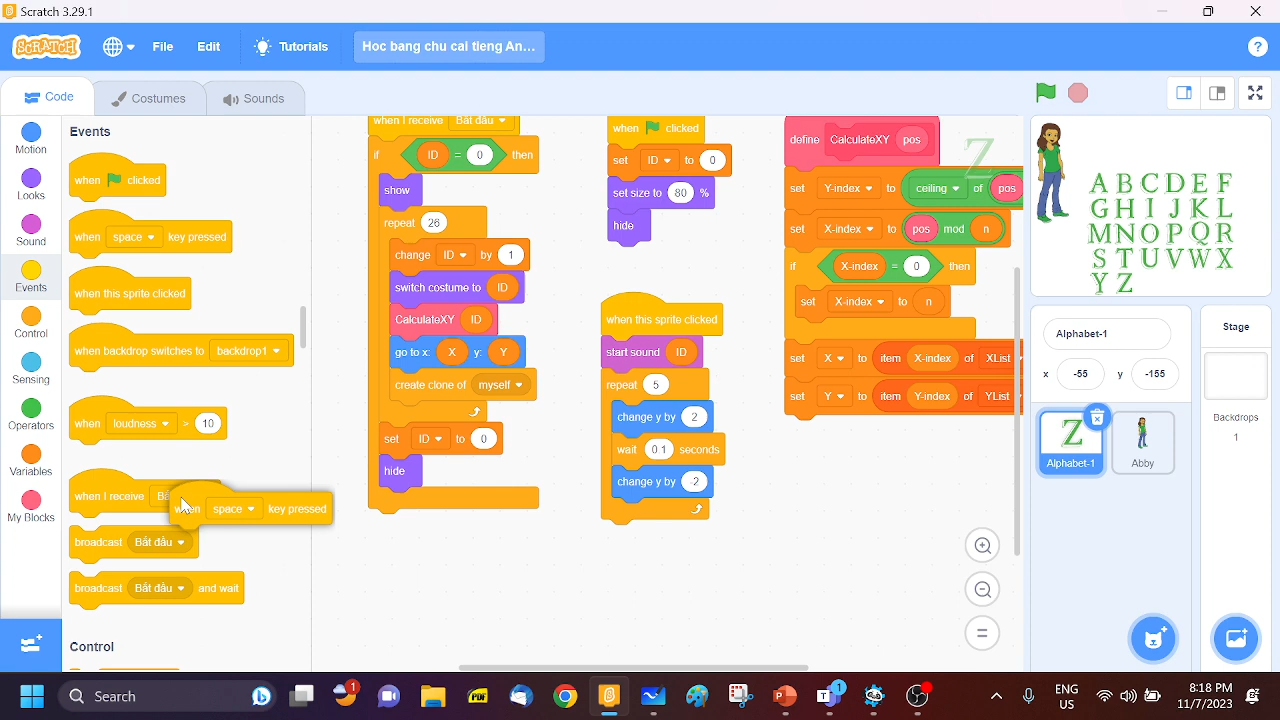 Scratch 3.29.1
SCRATCH File Edit Tutorials Hoc bang chu cai tieng An...
Code Costumes Sounds
Motion
Looks
Sound
Events
Control
Sensing
Operators
Variables
My Blocks
Events
when clicked
when space key pressed
when this sprite clicked
when backdrop switches to backdrop1
when loudness > 10
when I receive
when space key pressed
broadcast Bắt đầu
broadcast Bắt đầu and wait
Control
when I receive Bắt đầu
if ID = 0 then
show
repeat 26
change ID by 1
switch costume to ID
CalculateXY ID
go to x: X y: Y
create clone of myself
set ID to 0
hide
when clicked
set ID to 0
set size to 80 %
hide
when this sprite clicked
start sound ID
repeat 5
change y by 2
wait 0.1 seconds
change y by -2
define CalculateXY pos
Z
set Y-index to ceiling of pos
set X-index to pos mod n
if X-index = 0 then
set X-index to n
set X to item X-index of XList
set Y to item Y-index of YList
A B C D E F
G H I J K L
M N O P Q R
S T U V W X
Y Z
Alphabet-1
x -55 y -155
Z
Alphabet-1
Abby
Stage
Backdrops
1
Search
PDF
1
1
ENG
US
8:18 PM
11/7/2023